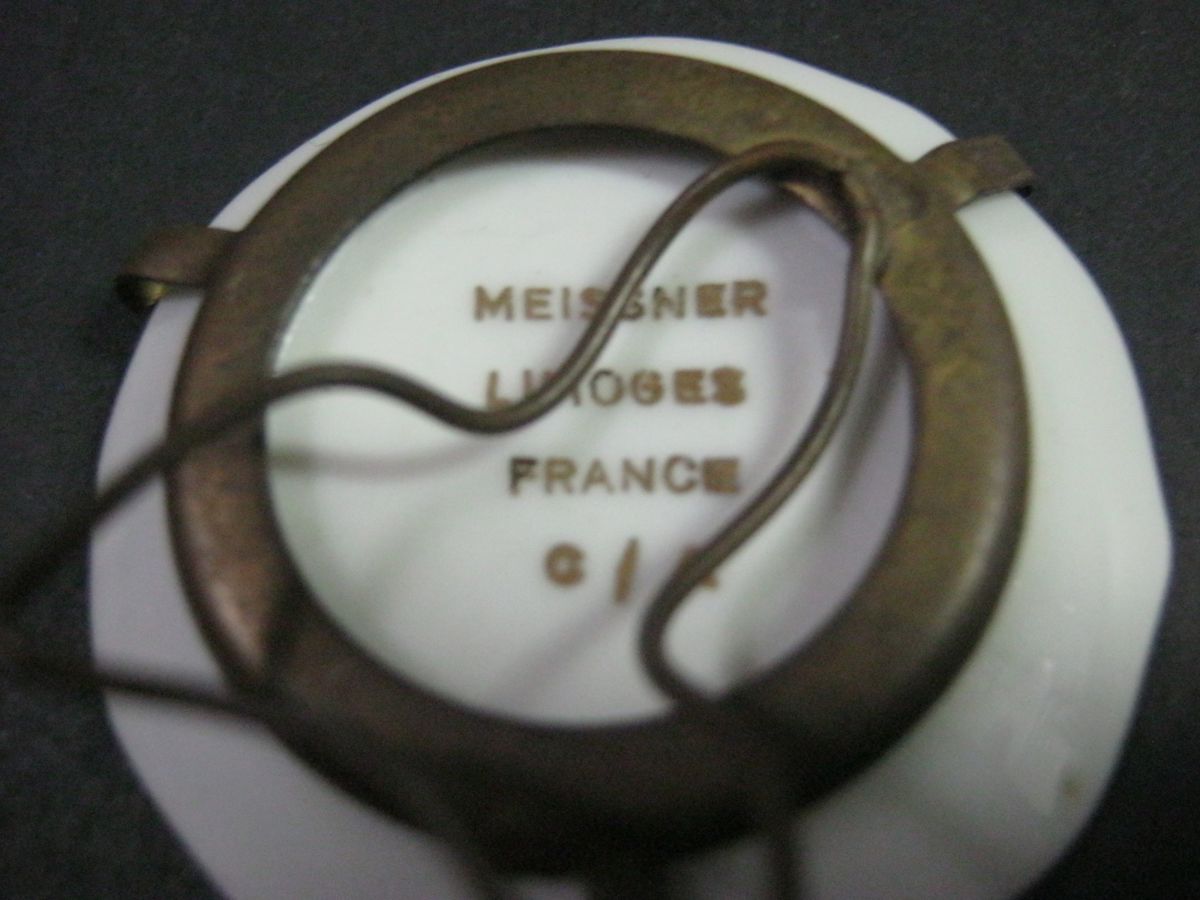 MEISSNER
LIMOGES
FRANCE
C /